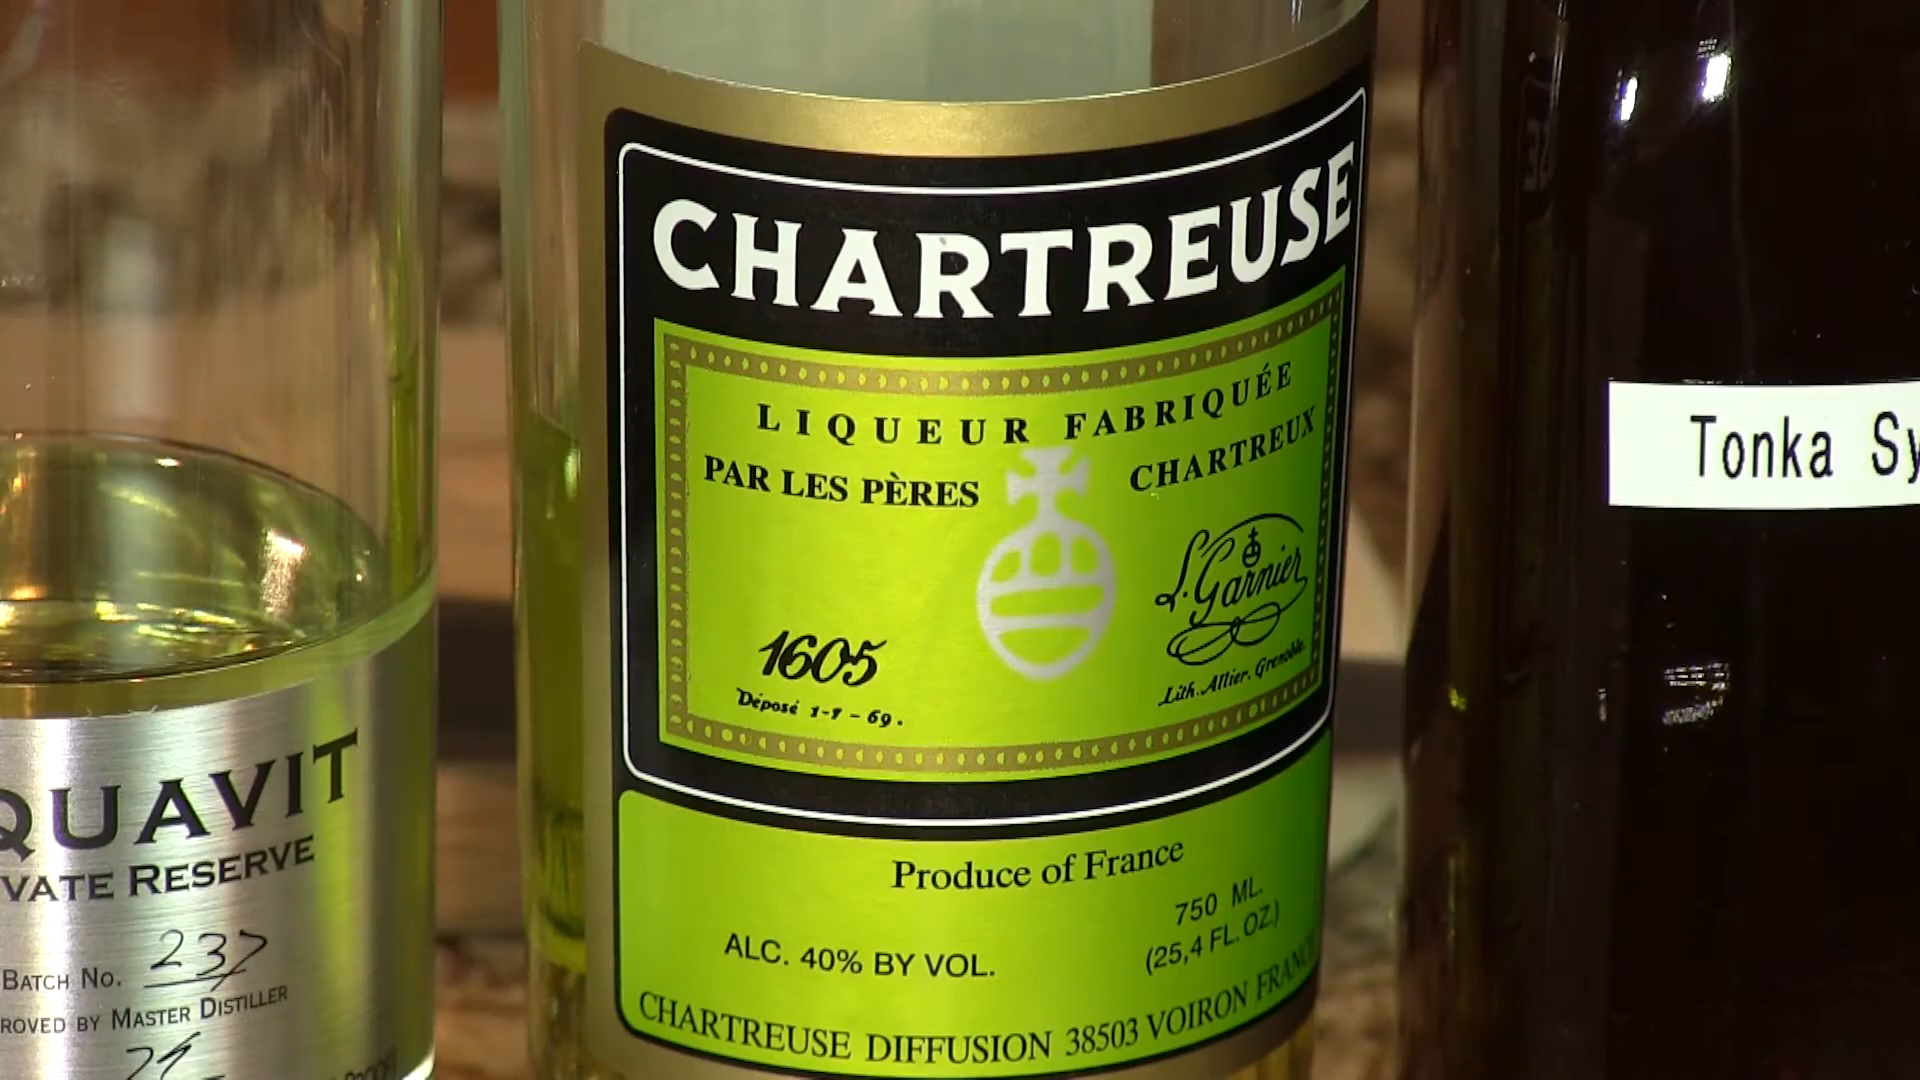 CHARTREUSE
LIQUEUR FABRIQUÉE
PAR LES PÈRES CHARTREUX
L. Garnier
1605
Déposé 1-7-69.
Lith. Allier. Grenoble.
Produce of France
750 ML.
(25,4 FL. OZ.)
ALC. 40% BY VOL.
CHARTREUSE DIFFUSION 38503 VOIRON FRANC
QUAVIT
VATE RESERVE
BATCH No. 237
ROVED BY MASTER DISTILLER
Tonka Sy